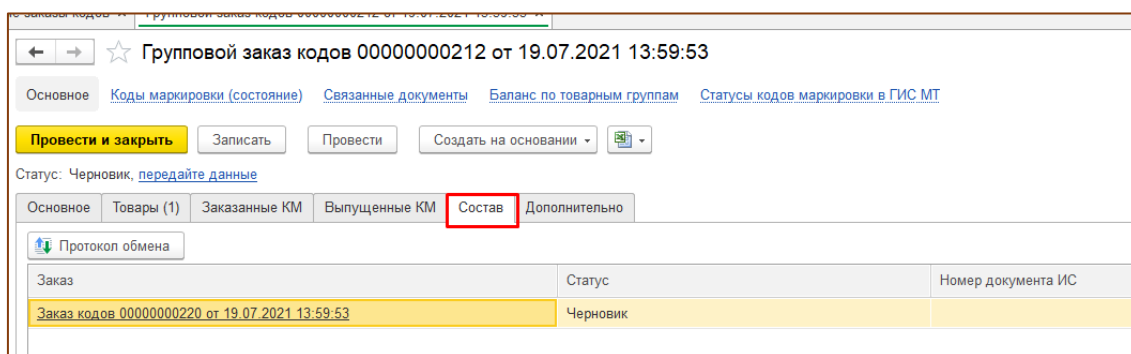 Групповой заказ кодов 00000000212 от 19.07.2021 13:59:53
Основное Коды маркировки (состояние) Связанные документы Баланс по товарным группам Статусы кодов маркировки в ГИС МТ
Провести и закрыть Записать Провести Создать на основании
Статус: Черновик, передайте данные
Основное Товары (1) Заказанные КМ Выпущенные КМ Состав Дополнительно
Протокол обмена
Заказ Статус Номер документа ИС
Заказ кодов 00000000220 от 19.07.2021 13:59:53 Черновик